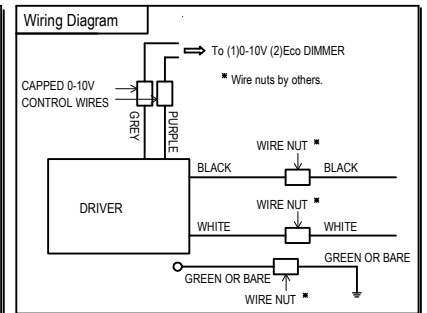 Wiring Diagram
To (1)0-10V (2)Eco DIMMER
* Wire nuts by others.
CAPPED 0-10V
CONTROL WIRES
GREY
PURPLE
WIRE NUT *
BLACK
BLACK
DRIVER
WIRE NUT *
WHITE
WHITE
GREEN OR BARE
GREEN OR BARE
WIRE NUT *